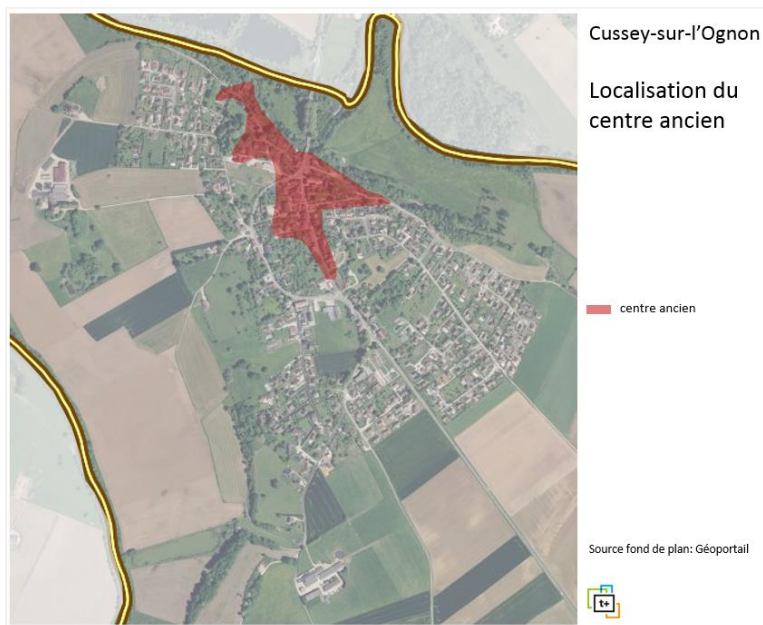 Cussey-sur-l'Ognon
Localisation du
centre ancien
centre ancien
Source fond de plan: Géoportail
t+